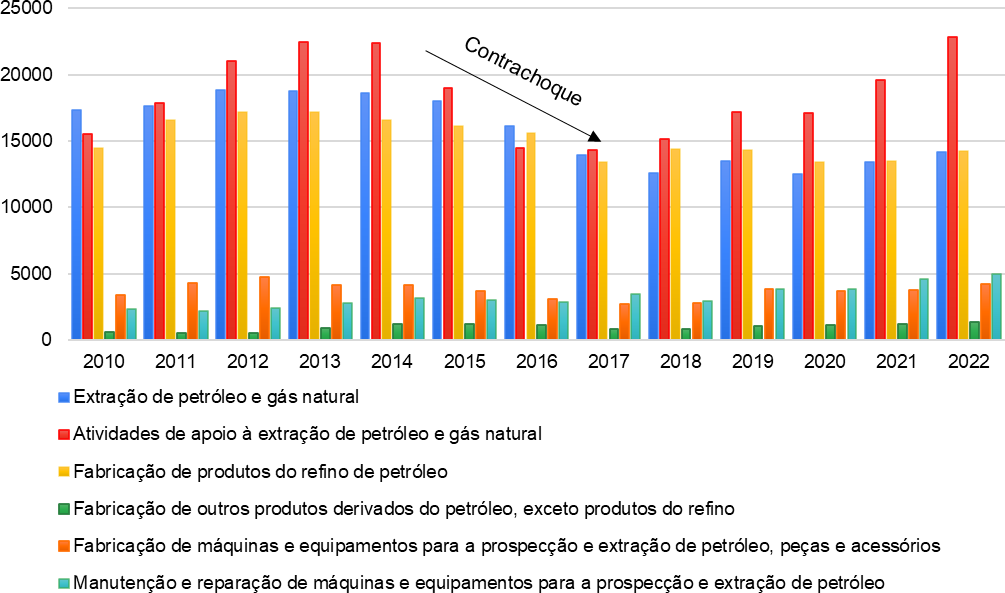 25000
20000
15000
10000
5000
0
Contrachoque
2010 2011 2012 2013 2014 2015 2016 2017 2018 2019 2020 2021 2022
Extração de petróleo e gás natural
Atividades de apoio à extração de petróleo e gás natural
Fabricação de produtos do refino de petróleo
Fabricação de outros produtos derivados do petróleo, exceto produtos do refino
Fabricação de máquinas e equipamentos para a prospecção e extração de petróleo, peças e acessórios
Manutenção e reparação de máquinas e equipamentos para a prospecção e extração de petróleo